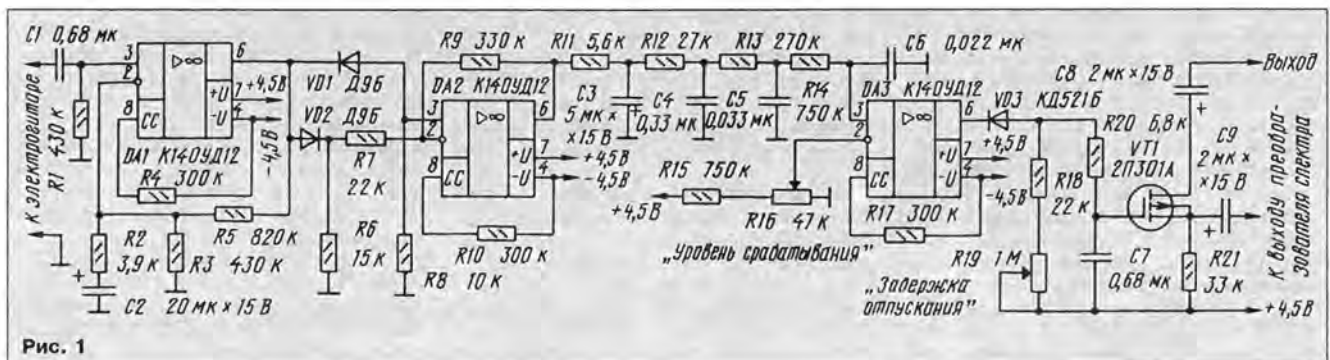 C1 0,68 мк
К электрогитаре
R1 430 к
3
2
8
▷∞
CC
+U
-U
6
7
4
+4,5 В
-4,5 В
DA1 К140УД12
R4 300 к
R2 3,9 к
C2 20 мк × 15 В
R3 430 к
R5 820 к
VD1 Д9Б
VD2 Д9Б
R7 22 к
R6 15 к
R8 10 к
R9 330 к
DA2 К140УД12
3
2
8
▷∞
CC
+U
-U
6
7
4
+4,5 В
-4,5 В
R10 300 к
R11 5,6 к
C3 5 мк × × 15 В
R12 27 к
C4 0,33 мк
R13 270 к
C5 0,033 мк
R14 750 к
C6 0,022 мк
DA3 К140УД12
3
2
8
▷∞
CC
+U
-U
6
7
4
+4,5 В
-4,5 В
R15 750 к
+4,5 В
R16 47 к
„Уровень срабатывания"
R17 300 к
VD3 КД521Б
R18 22 к
R19 1 М
„Задержка отпускания"
R20 6,8 к
VT1 2П301А
C7 0,68 мк
C8 2 мк × 15 В
Выход
C9 2 мк × × 15 В
R21 33 к
К выходу преобра-
зователя спектра
+4,5 В
Рис. 1